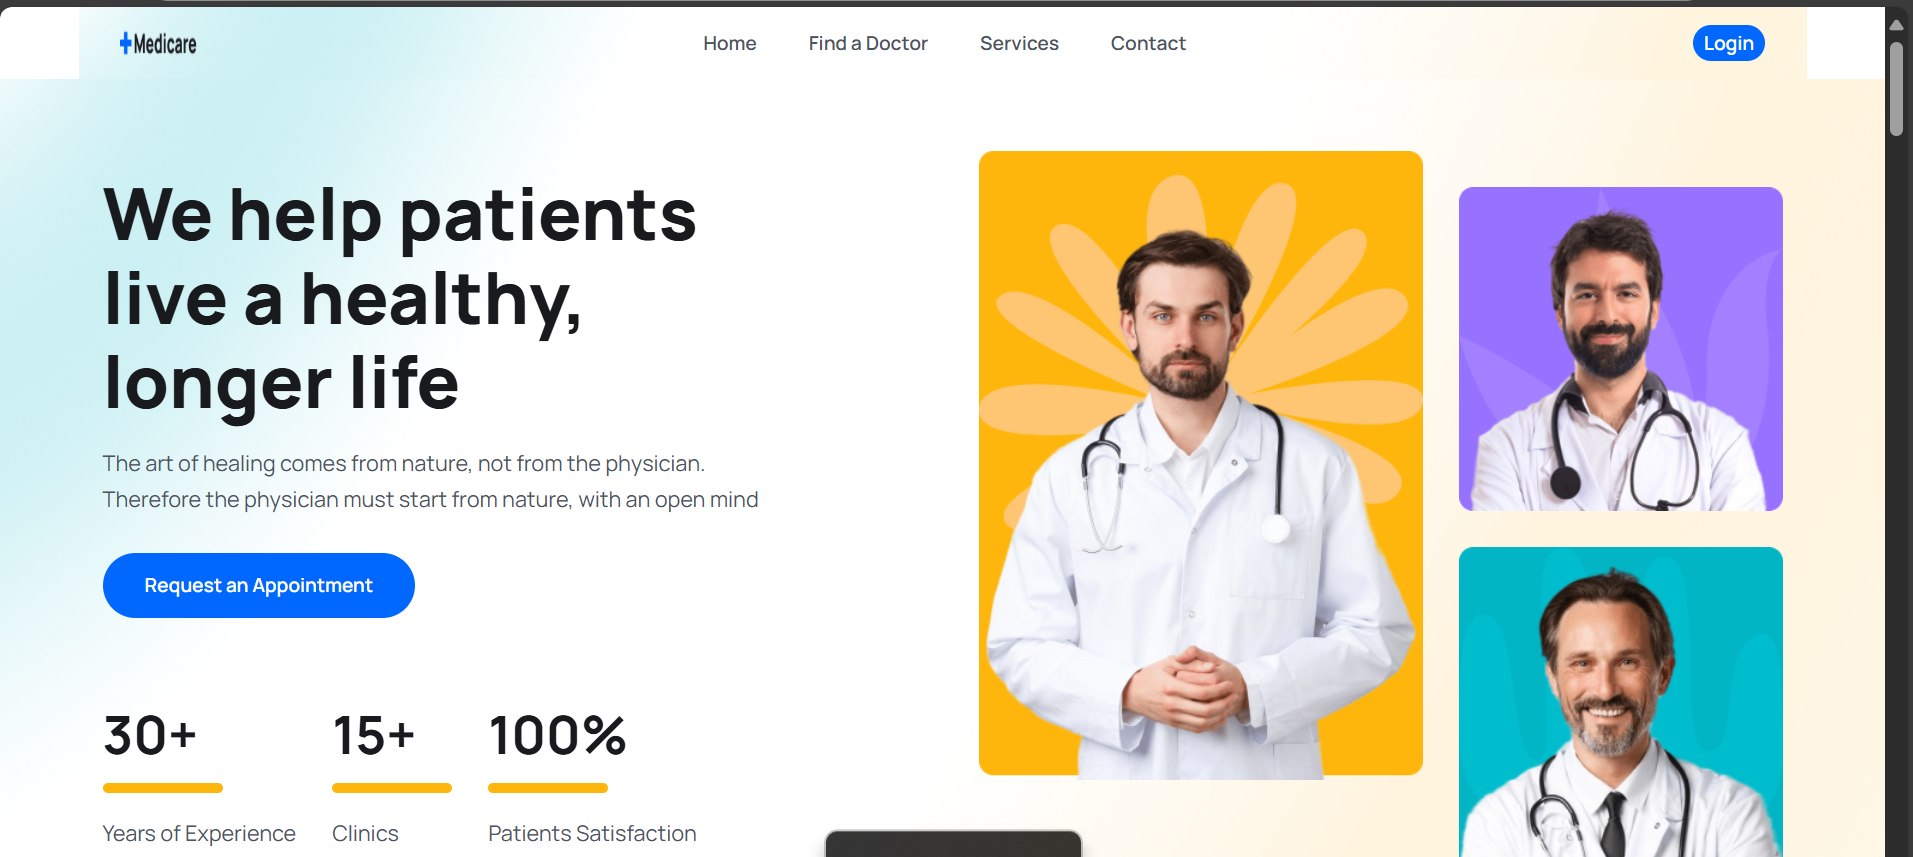 Medicare
Home
Find a Doctor
Services
Contact
Login
We help patients
live a healthy,
longer life
The art of healing comes from nature, not from the physician.
Therefore the physician must start from nature, with an open mind
Request an Appointment
30+
15+
100%
Years of Experience
Clinics
Patients Satisfaction